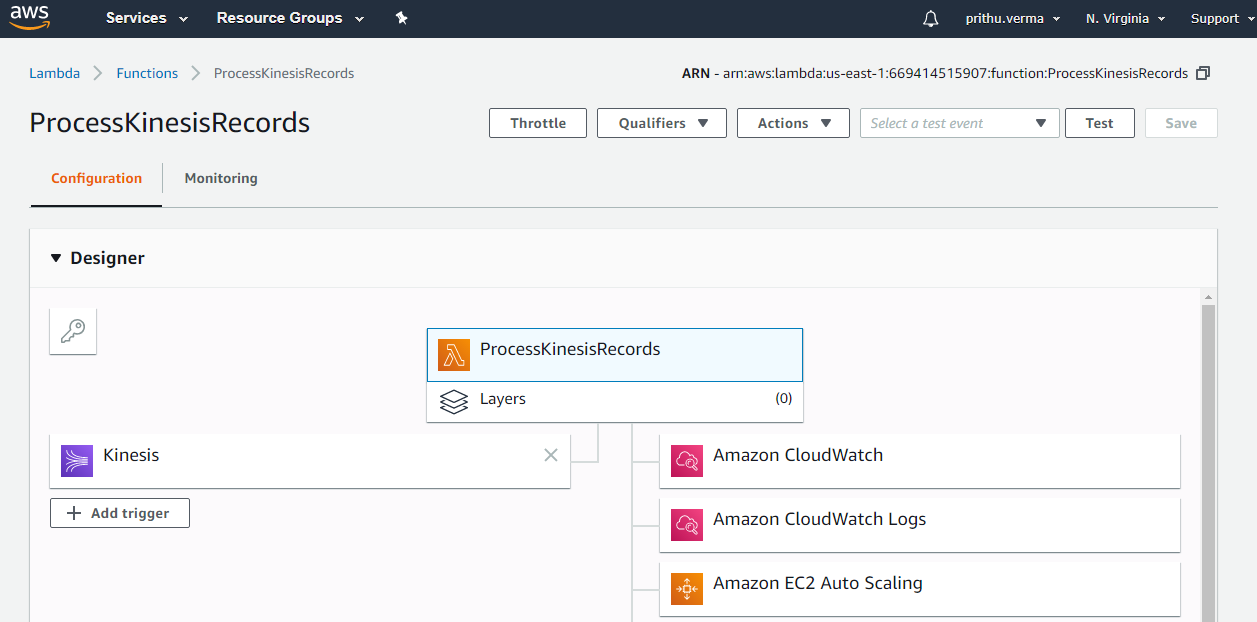 aws Services Resource Groups prithu.verma N. Virginia Support
Lambda Functions ProcessKinesisRecords ARN - arn:aws:lambda:us-east-1:669414515907:function:ProcessKinesisRecords
ProcessKinesisRecords Throttle Qualifiers Actions Select a test event Test Save
Configuration Monitoring
Designer
ProcessKinesisRecords
Layers (0)
Kinesis Amazon CloudWatch
Add trigger Amazon CloudWatch Logs
Amazon EC2 Auto Scaling